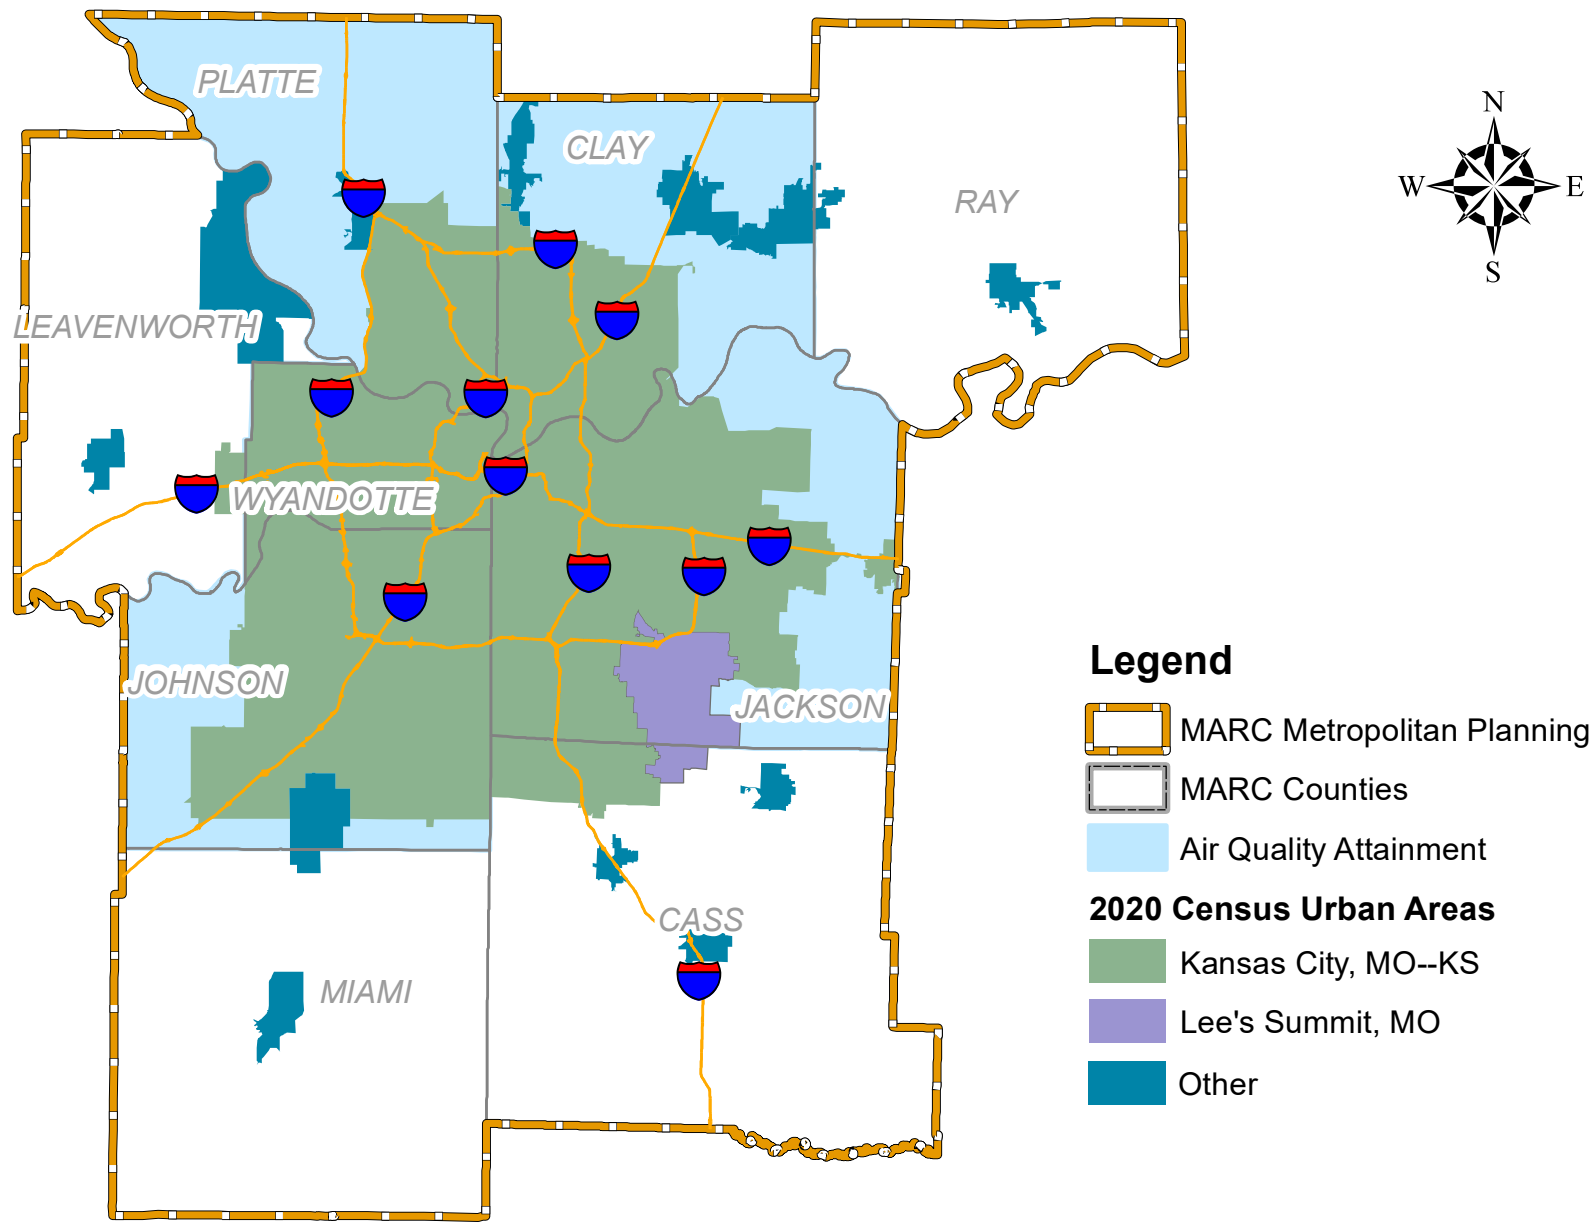 PLATTE
N
CLAY
W
E
RAY
S
LEAVENWORTH
WYANDOTTE
JOHNSON
JACKSON
CASS
MIAMI
Legend
MARC Metropolitan Planning
MARC Counties
Air Quality Attainment
2020 Census Urban Areas
Kansas City, MO--KS
Lee's Summit, MO
Other